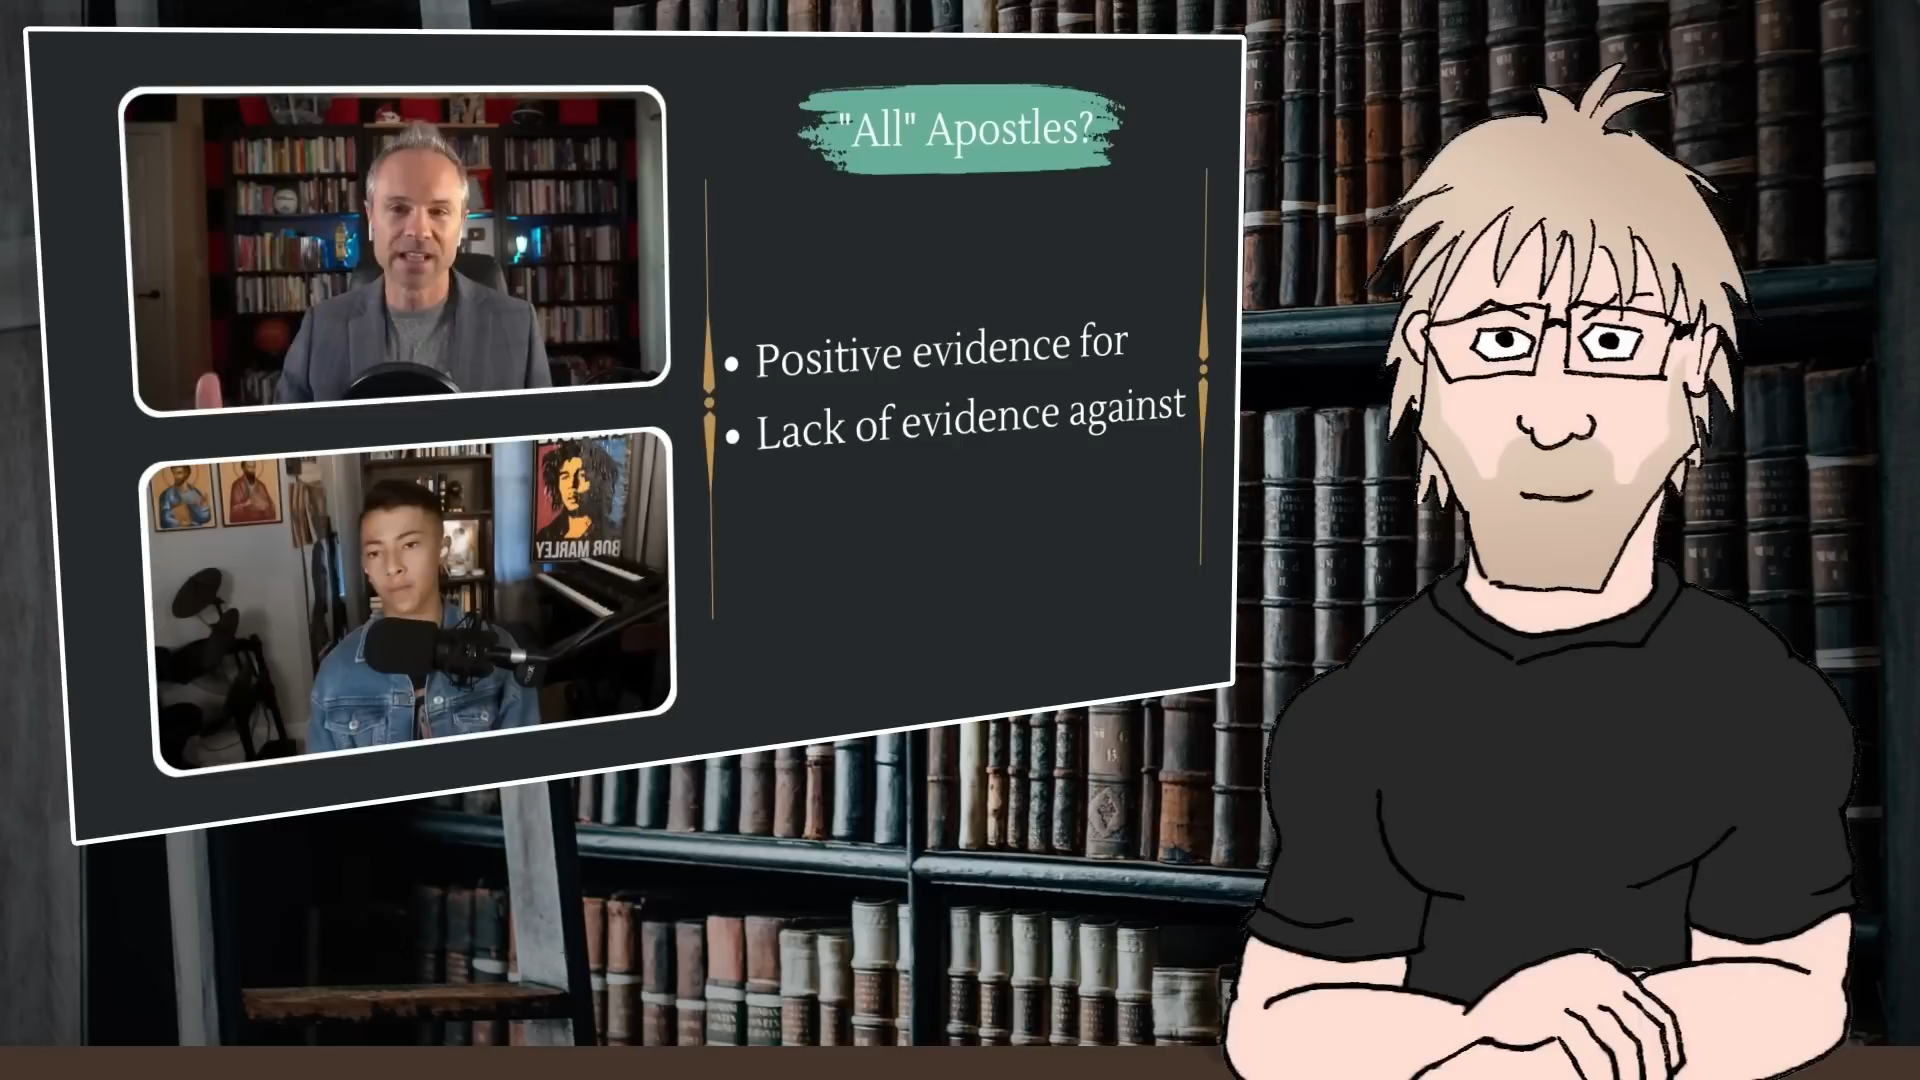 "All" Apostles?
• Positive evidence for
• Lack of evidence against
BOB MARLEY